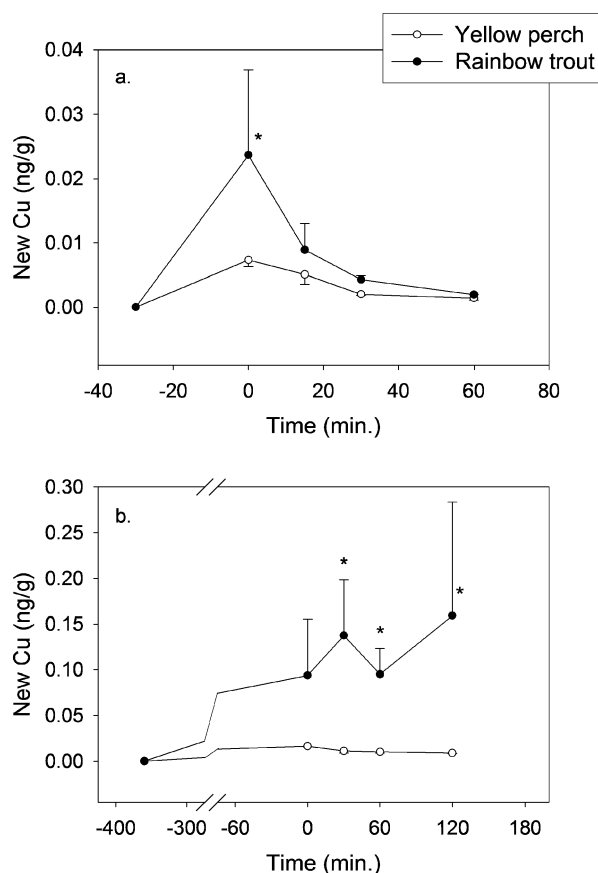 Yellow perch
Rainbow trout
a.
New Cu (ng/g)
0.04
0.03
0.02
0.01
0.00
-40 -20 0 20 40 60 80
*
Time (min.)
b.
New Cu (ng/g)
0.30
0.25
0.20
0.15
0.10
0.05
0.00
* * *
-400 -300 -60 0 60 120 180
Time (min.)